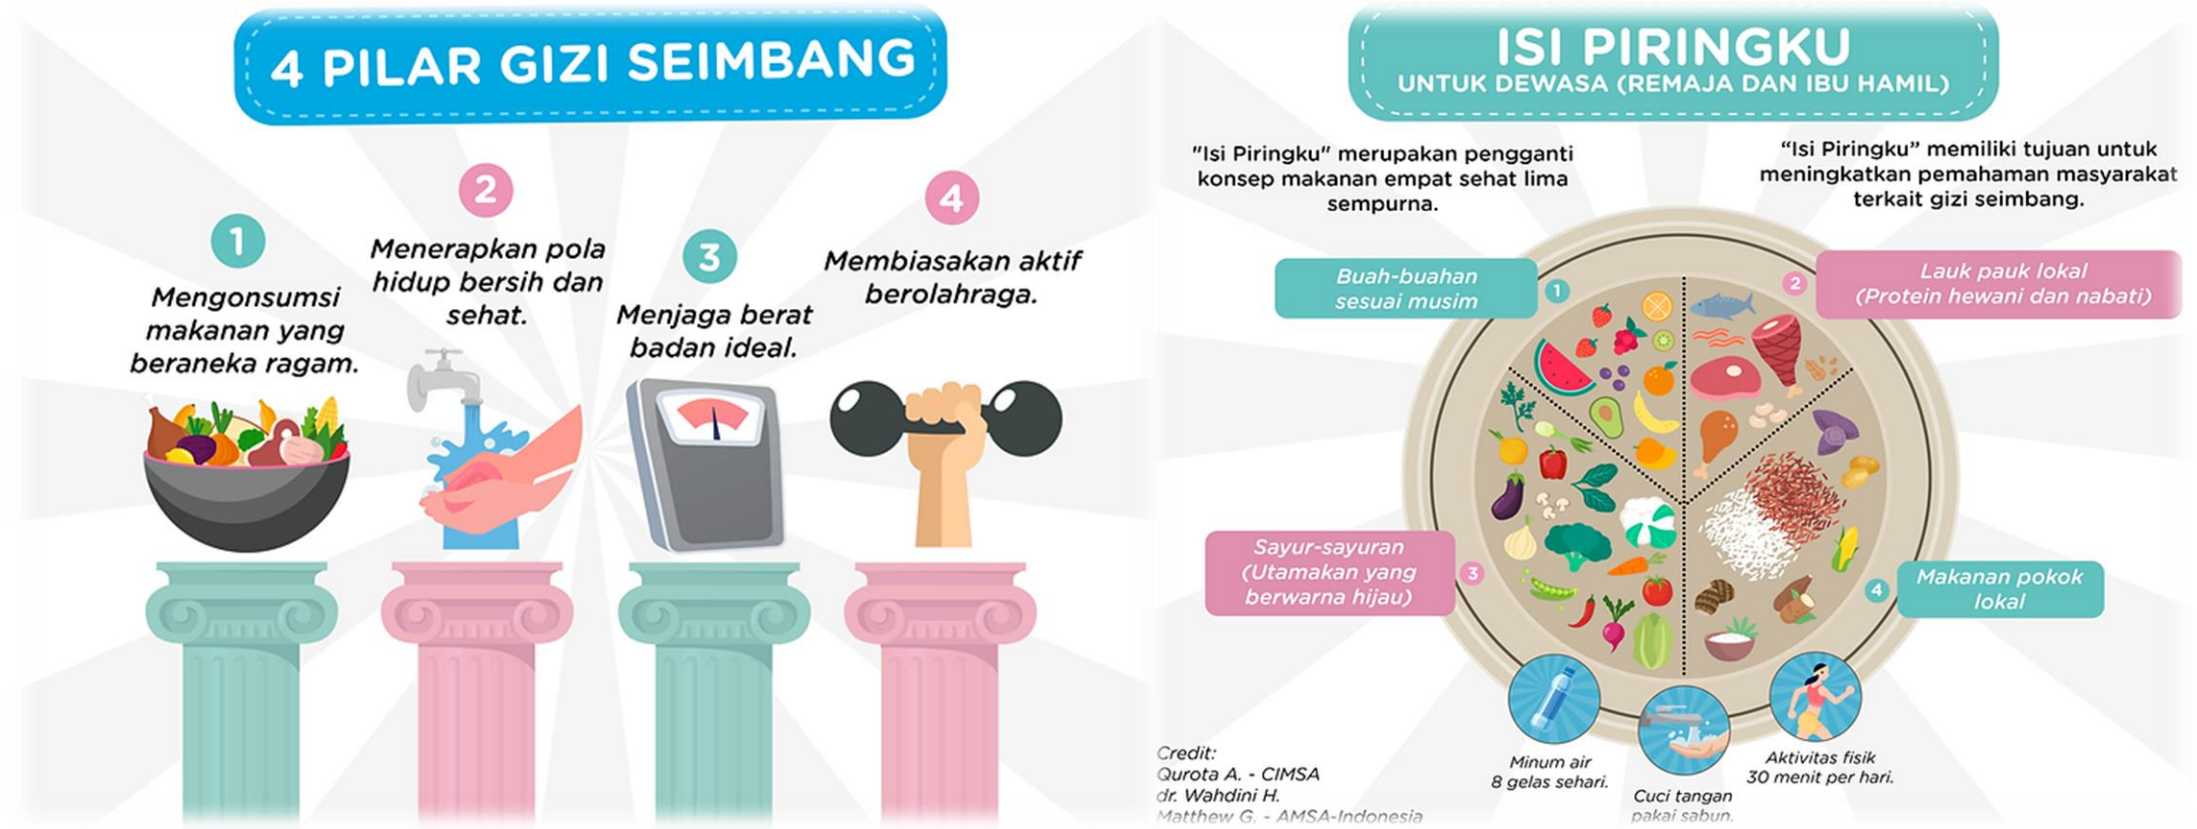 4 PILAR GIZI SEIMBANG
1
Mengonsumsi
makanan yang
beraneka ragam.
2
Menerapkan pola
hidup bersih dan
sehat.
3
Menjaga berat
badan ideal.
4
Membiasakan aktif
berolahraga.
ISI PIRINGKU
UNTUK DEWASA (REMAJA DAN IBU HAMIL)
"Isi Piringku" merupakan pengganti
konsep makanan empat sehat lima
sempurna.
“Isi Piringku” memiliki tujuan untuk
meningkatkan pemahaman masyarakat
terkait gizi seimbang.
Buah-buahan
sesuai musim
1
2
Lauk pauk lokal
(Protein hewani dan nabati)
Sayur-sayuran
(Utamakan yang
berwarna hijau)
3
4
Makanan pokok
lokal
Minum air
8 gelas sehari.
Cuci tangan
pakai sabun.
Aktivitas fisik
30 menit per hari.
Credit:
Qurota A. - CIMSA
dr. Wahdini H.
Matthew G. - AMSA-Indonesia